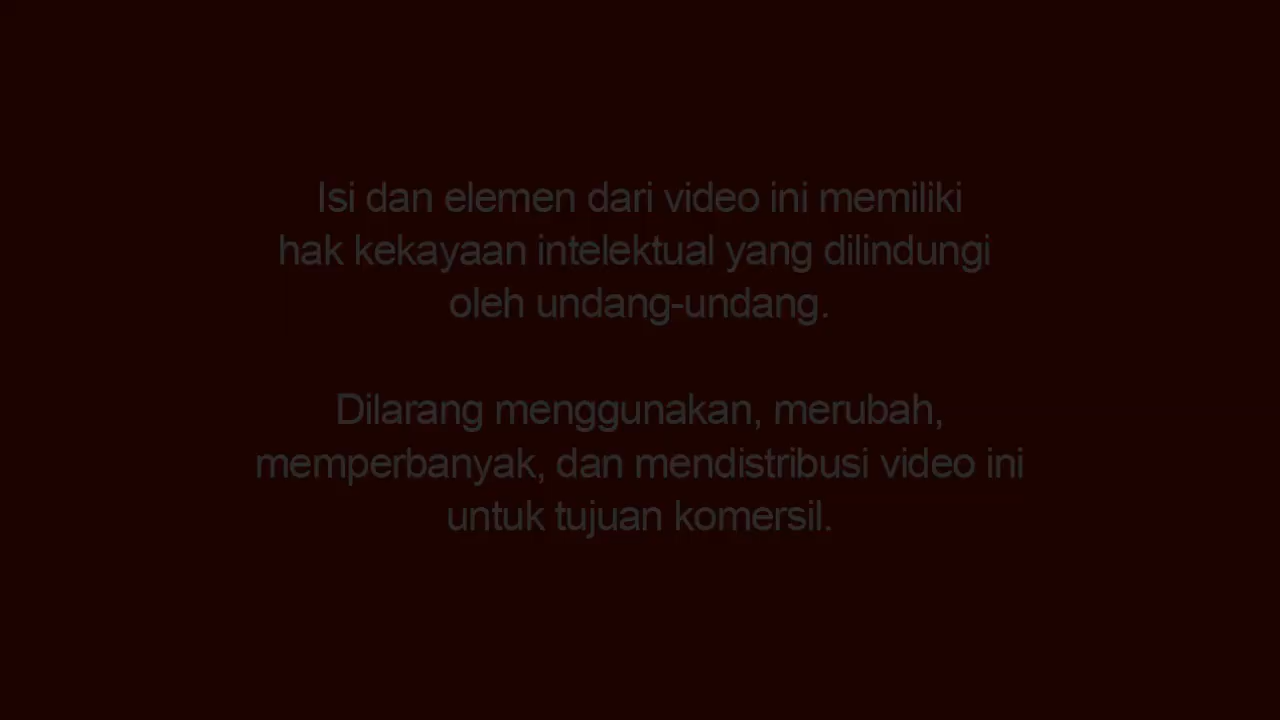 Isi dan elemen dari video ini memiliki
hak kekayaan intelektual yang dilindungi
oleh undang-undang.
Dilarang menggunakan, merubah,
memperbanyak, dan mendistribusi video ini
untuk tujuan komersil.